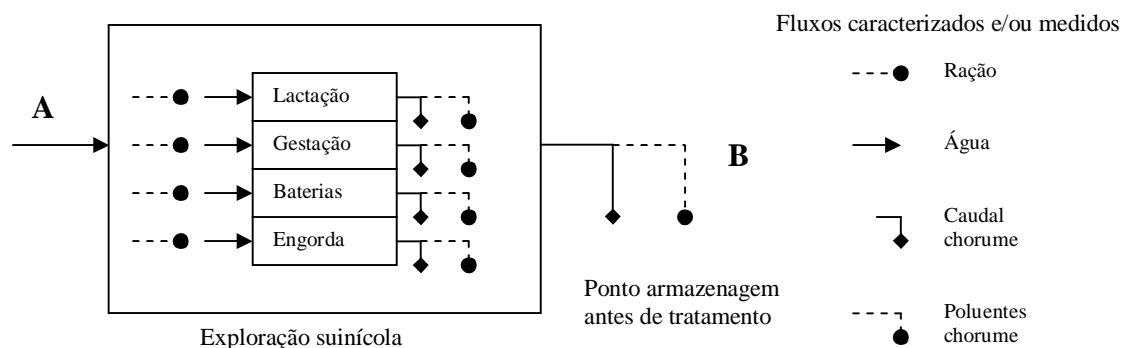 Fluxos caracterizados e/ou medidos
A
Lactação
Gestação
Baterias
Engorda
Exploração suinícola
B
Ponto armazenagem
antes de tratamento
Ração
Água
Caudal
chorume
Poluentes
chorume